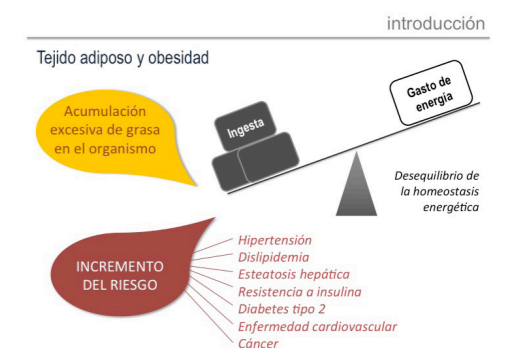 introducción
Tejido adiposo y obesidad
Acumulación
excesiva de grasa
en el organismo
Ingesta
Gasto de
energía
Desequilibrio de
la homeostasis
energética
INCREMENTO
DEL RIESGO
Hipertensión
Dislipidemia
Esteatosis hepática
Resistencia a insulina
Diabetes tipo 2
Enfermedad cardiovascular
Cáncer